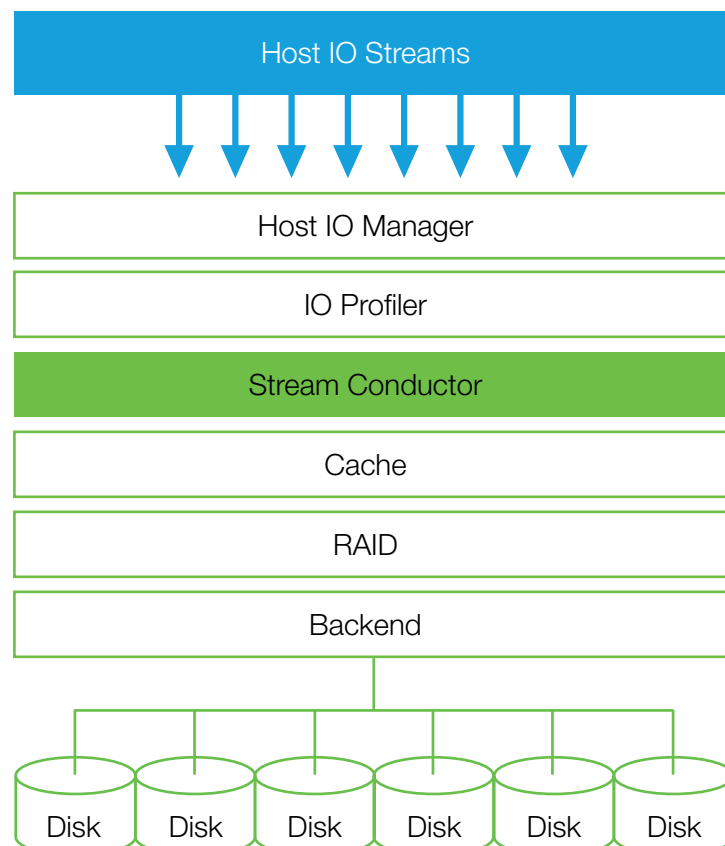 Host IO Streams
Host IO Manager
IO Profiler
Stream Conductor
Cache
RAID
Backend
Disk Disk Disk Disk Disk Disk